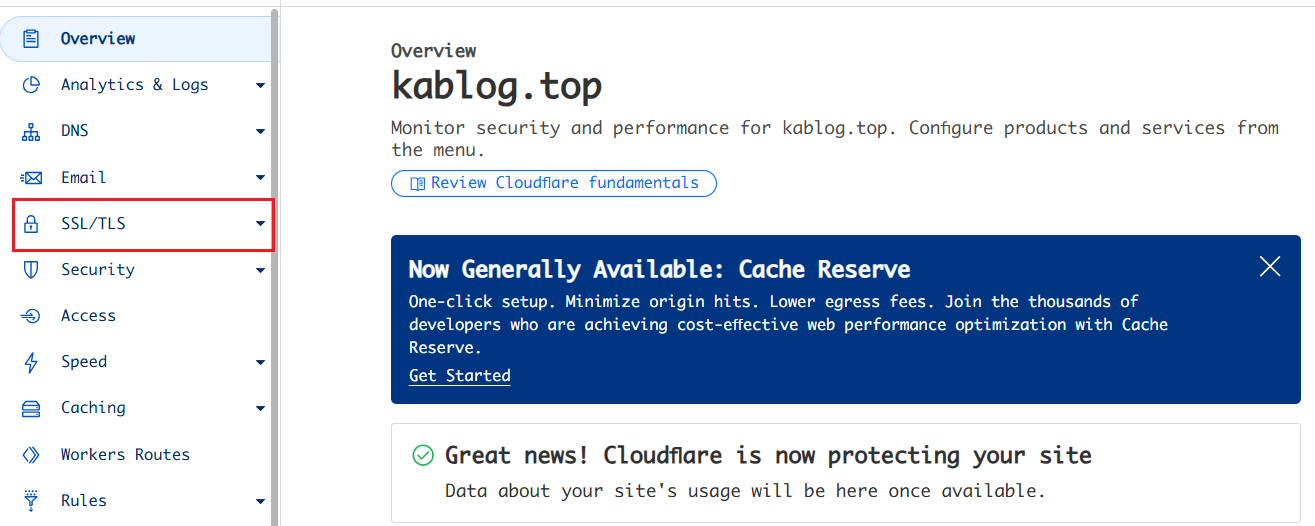 Overview
Analytics & Logs
DNS
Email
SSL/TLS
Security
Access
Speed
Caching
Workers Routes
Rules
Overview
kablog.top
Monitor security and performance for kablog.top. Configure products and services from
the menu.
Review Cloudflare fundamentals
Now Generally Available: Cache Reserve
One-click setup. Minimize origin hits. Lower egress fees. Join the thousands of
developers who are achieving cost-effective web performance optimization with Cache
Reserve.
Get Started
Great news! Cloudflare is now protecting your site
Data about your site's usage will be here once available.